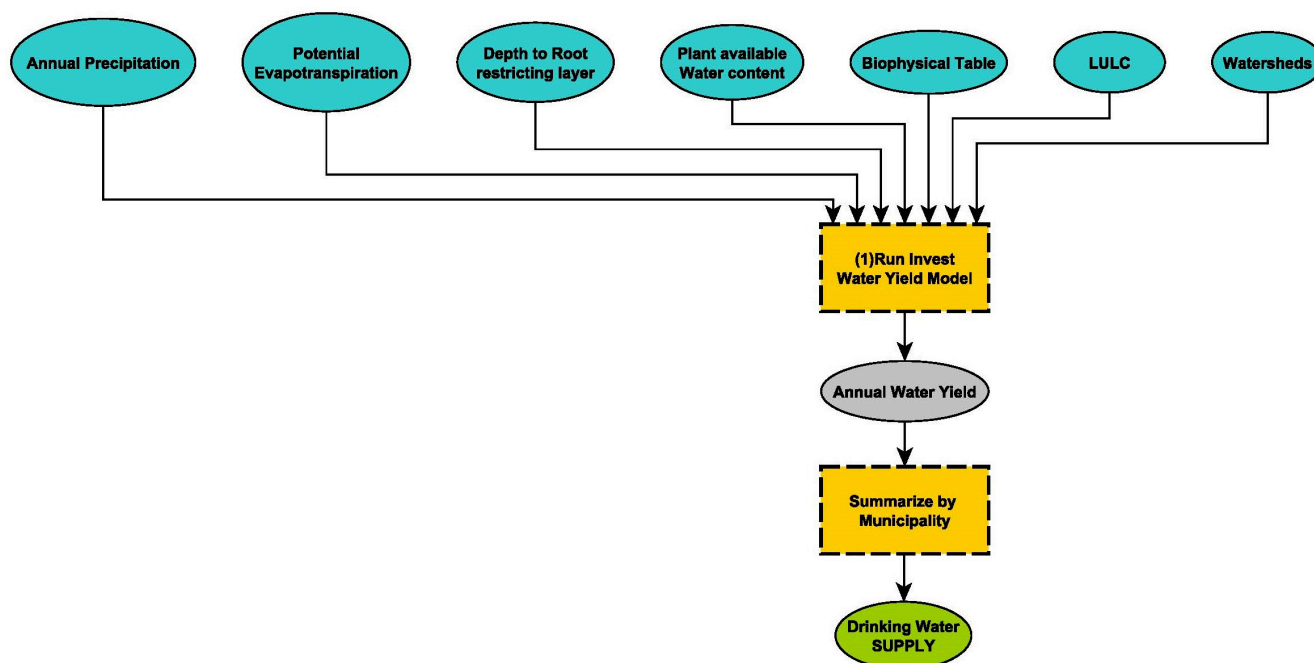 Annual Precipitation
Potential
Evapotranspiration
Depth to Root
restricting layer
Plant available
Water content
Biophysical Table
LULC
Watersheds
(1)Run Invest
Water Yield Model
Annual Water Yield
Summarize by
Municipality
Drinking Water
SUPPLY